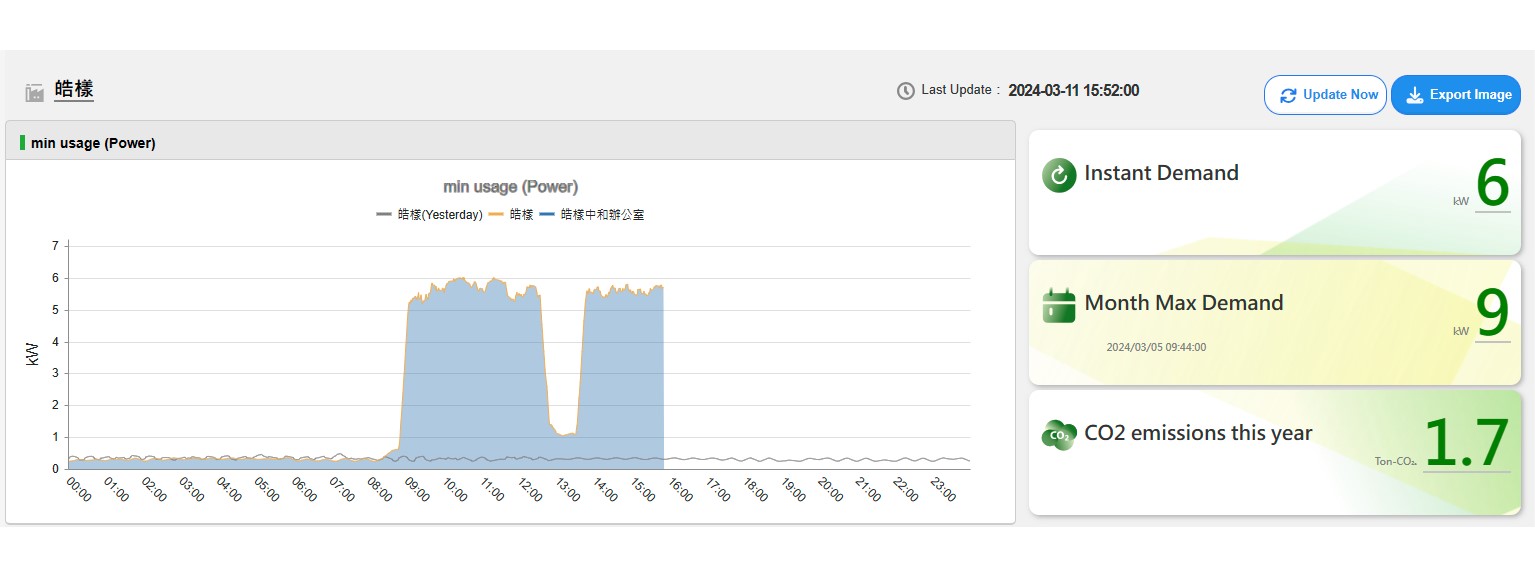 皓樣
Last Update : 2024-03-11 15:52:00
Update Now
Export Image
min usage (Power)
min usage (Power)
皓樣(Yesterday) 皓樣 皓樣中和辦公室
kW
7
6
5
4
3
2
1
0
00:00 01:00 02:00 03:00 04:00 05:00 06:00 07:00 08:00 09:00 10:00 11:00 12:00 13:00 14:00 15:00 16:00 17:00 18:00 19:00 20:00 21:00 22:00 23:00
Instant Demand
kW 6
Month Max Demand
kW 9
2024/03/05 09:44:00
CO2
CO2 emissions this year
Ton-CO₂ 1.7